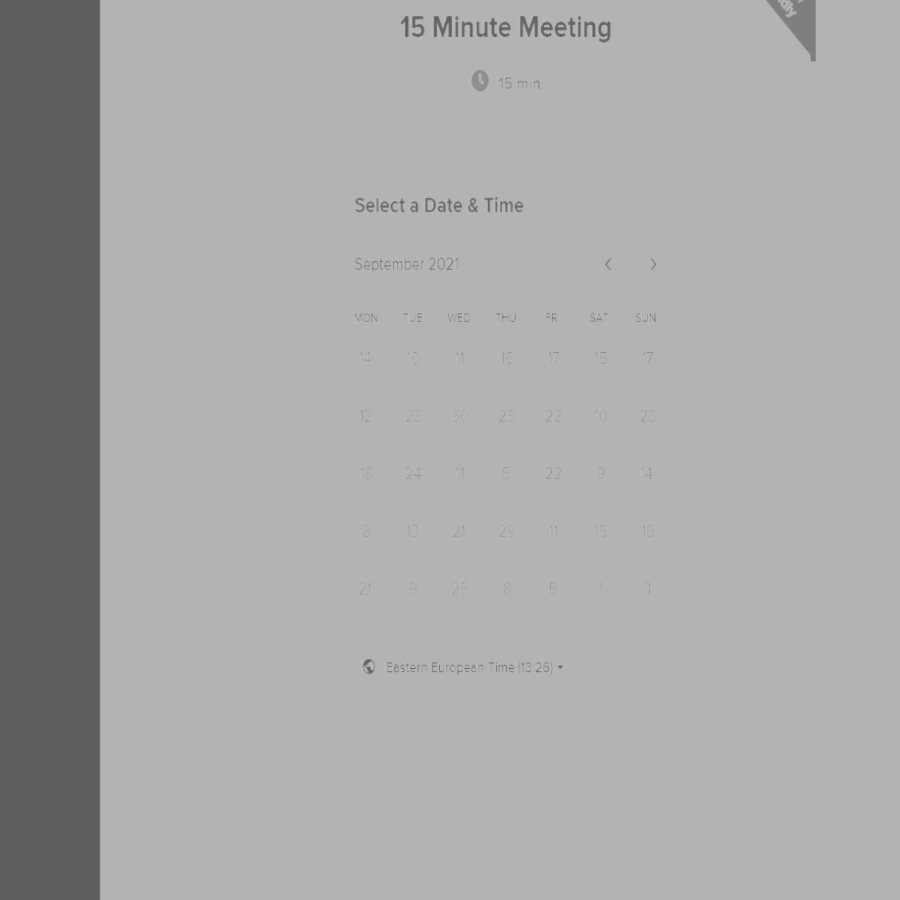 15 Minute Meeting
15 min
Select a Date & Time
September 2021
MON TUE WED THU FRI SAT SUN
14 10 11 16 17 15 17
12 23 30 25 22 10 23
18 24 11 5 22 9 14
8 13 21 29 11 15 16
21 9 25 8 5 1 3
Eastern European Time (13:26)